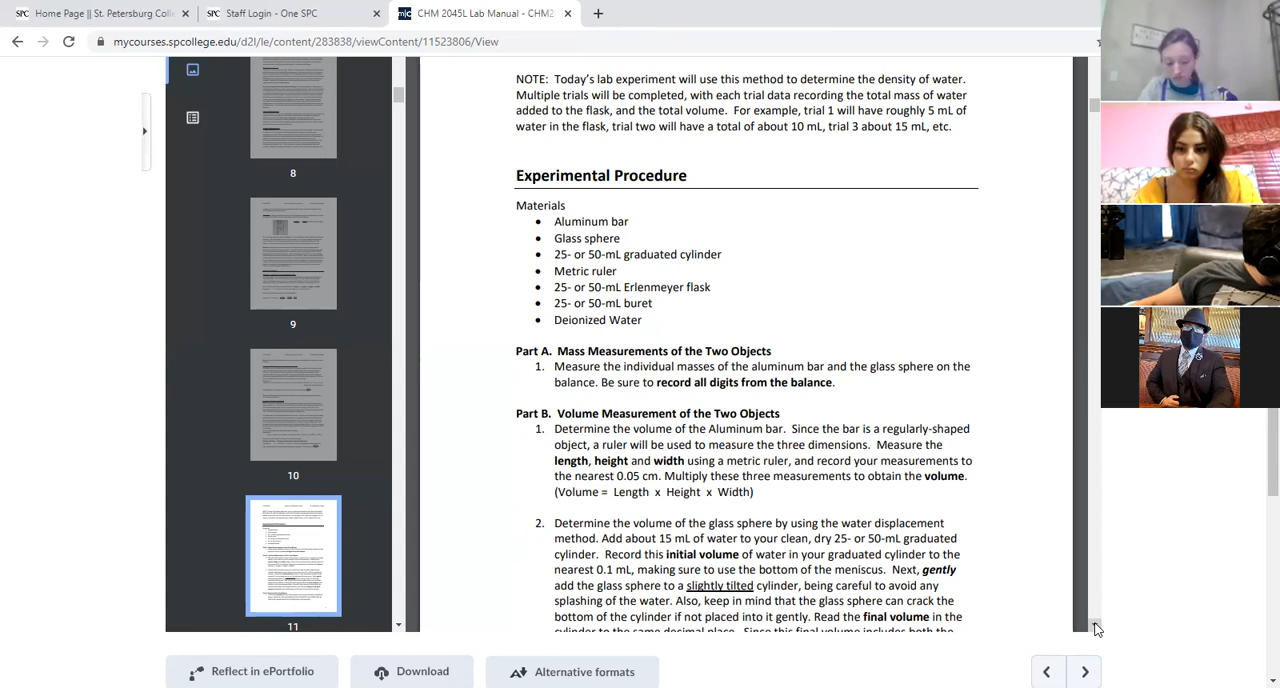 Home Page || St. Petersburg Colle
Staff Login - One SPC
CHM 2045L Lab Manual - CHM2
mycourses.spcollege.edu/d2l/le/content/283838/viewContent/11523806/View
8
9
10
11
NOTE: Today's lab experiment will use this method to determine the density of water.
Multiple trials will be completed, with each trial data recording the total mass of water
added to the flask, and the total volume. For example, trial 1 will have roughly 5 mL of
water in the flask, trial two will have a total of about 10 mL, trial 3 about 15 mL, etc.
Experimental Procedure
Materials
• Aluminum bar
• Glass sphere
• 25- or 50-mL graduated cylinder
• Metric ruler
• 25- or 50-mL Erlenmeyer flask
• 25- or 50-mL buret
• Deionized Water
Part A. Mass Measurements of the Two Objects
1. Measure the individual masses of the aluminum bar and the glass sphere on the
balance. Be sure to record all digits from the balance.
Part B. Volume Measurement of the Two Objects
1. Determine the volume of the Aluminum bar. Since the bar is a regularly-shaped
object, a ruler will be used to measure the three dimensions. Measure the
length, height and width using a metric ruler, and record your measurements to
the nearest 0.05 cm. Multiply these three measurements to obtain the volume.
(Volume = Length x Height x Width)
2. Determine the volume of the glass sphere by using the water displacement
method. Add about 15 mL of water to your clean, dry 25- or 50-mL graduated
cylinder. Record this initial volume of water in your graduated cylinder to the
nearest 0.1 mL, making sure to use the bottom of the meniscus. Next, gently
add the glass sphere to a slightly tilted cylinder, being careful to avoid any
splashing of the water. Also, keep in mind that the glass sphere can crack the
bottom of the cylinder if not placed into it gently. Read the final volume in the
cylinder to the same decimal place. Since this final volume includes both the
Reflect in ePortfolio
Download
Alternative formats